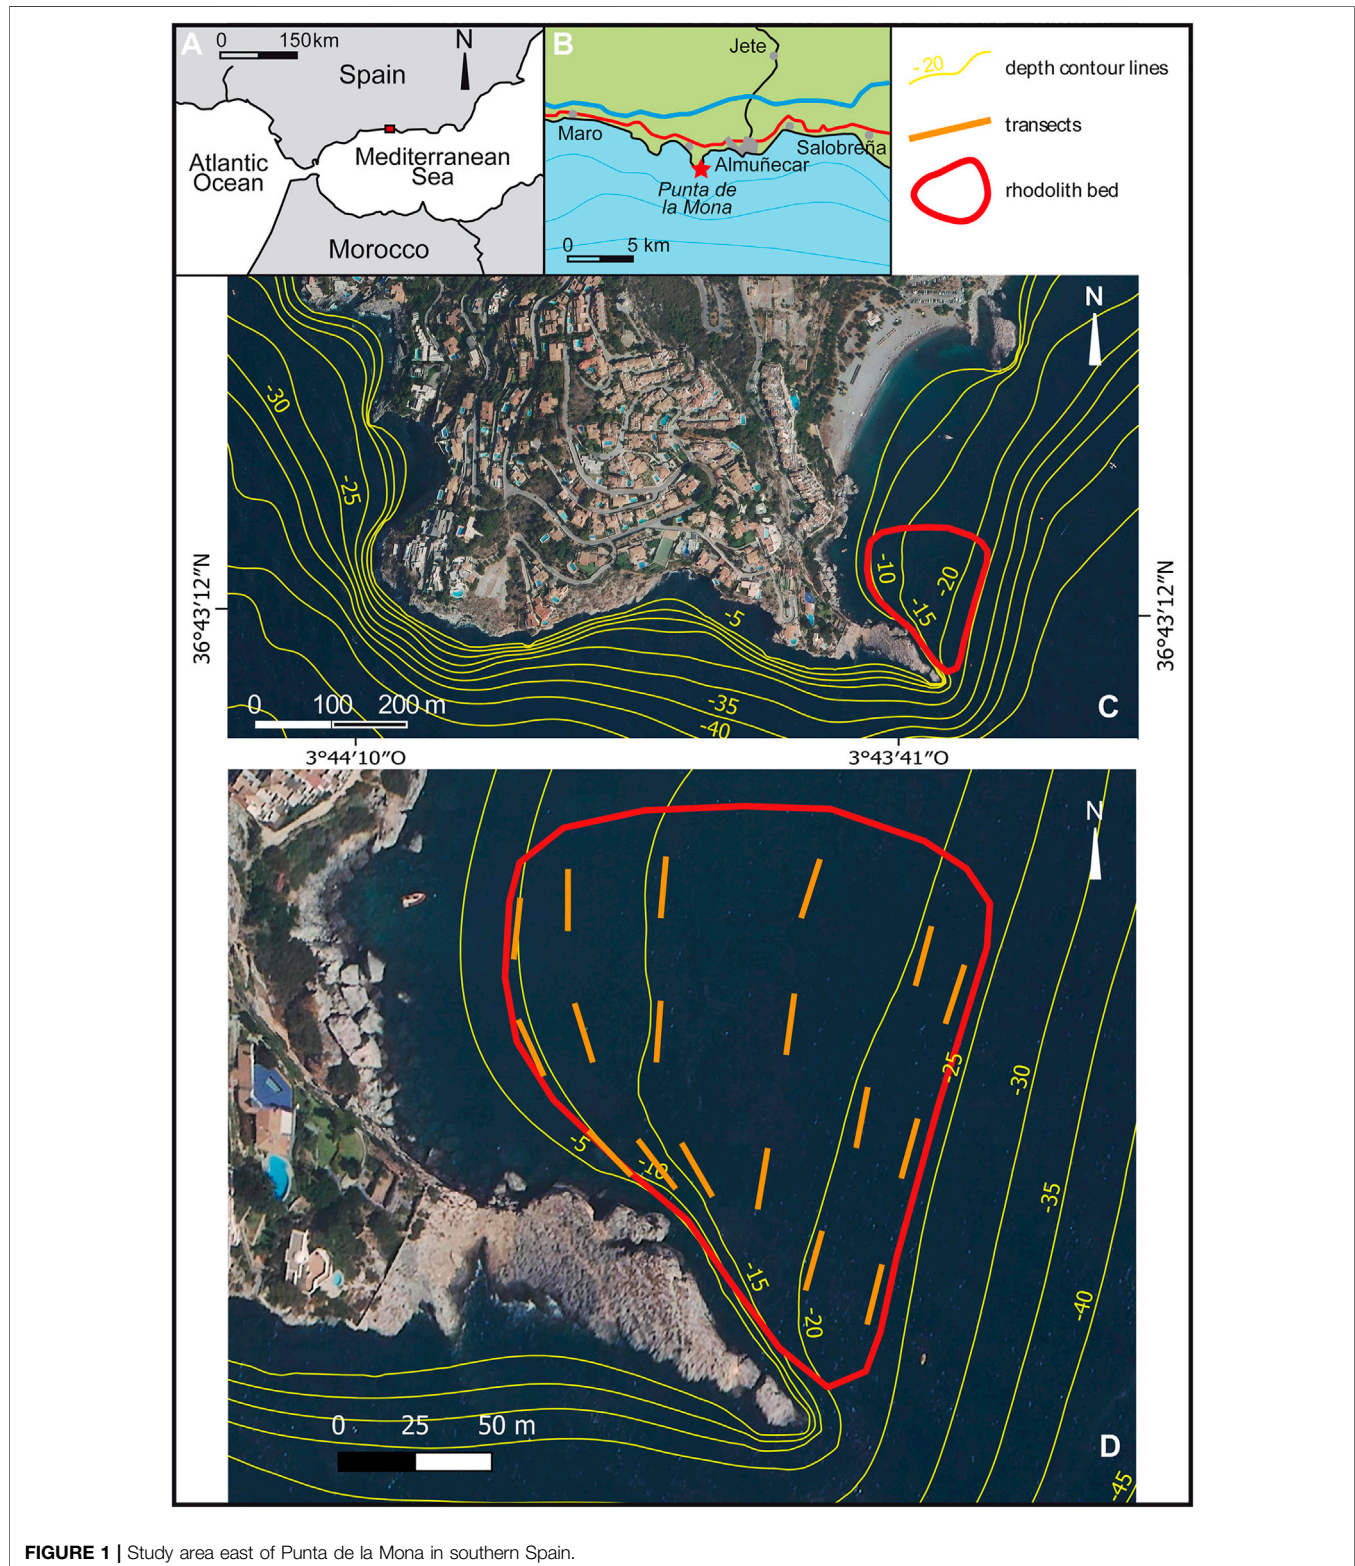 A
0 150km
N
Spain
Atlantic
Ocean
Mediterranean
Sea
Morocco
B
Jete
Maro
Salobreña
Almuñecar
Punta de
la Mona
0 5 km
-20 depth contour lines
transects
rhodolith bed
N
-30
-25
-10
-20
-15
-5
36°43'12"N
36°43'12"N
-35
-40
0 100 200 m
C
3°44'10"O
3°43'41"O
N
-25
-30
-5
-10
-35
-15
-20
-40
0 25 50 m
D
-45
FIGURE 1 | Study area east of Punta de la Mona in southern Spain.